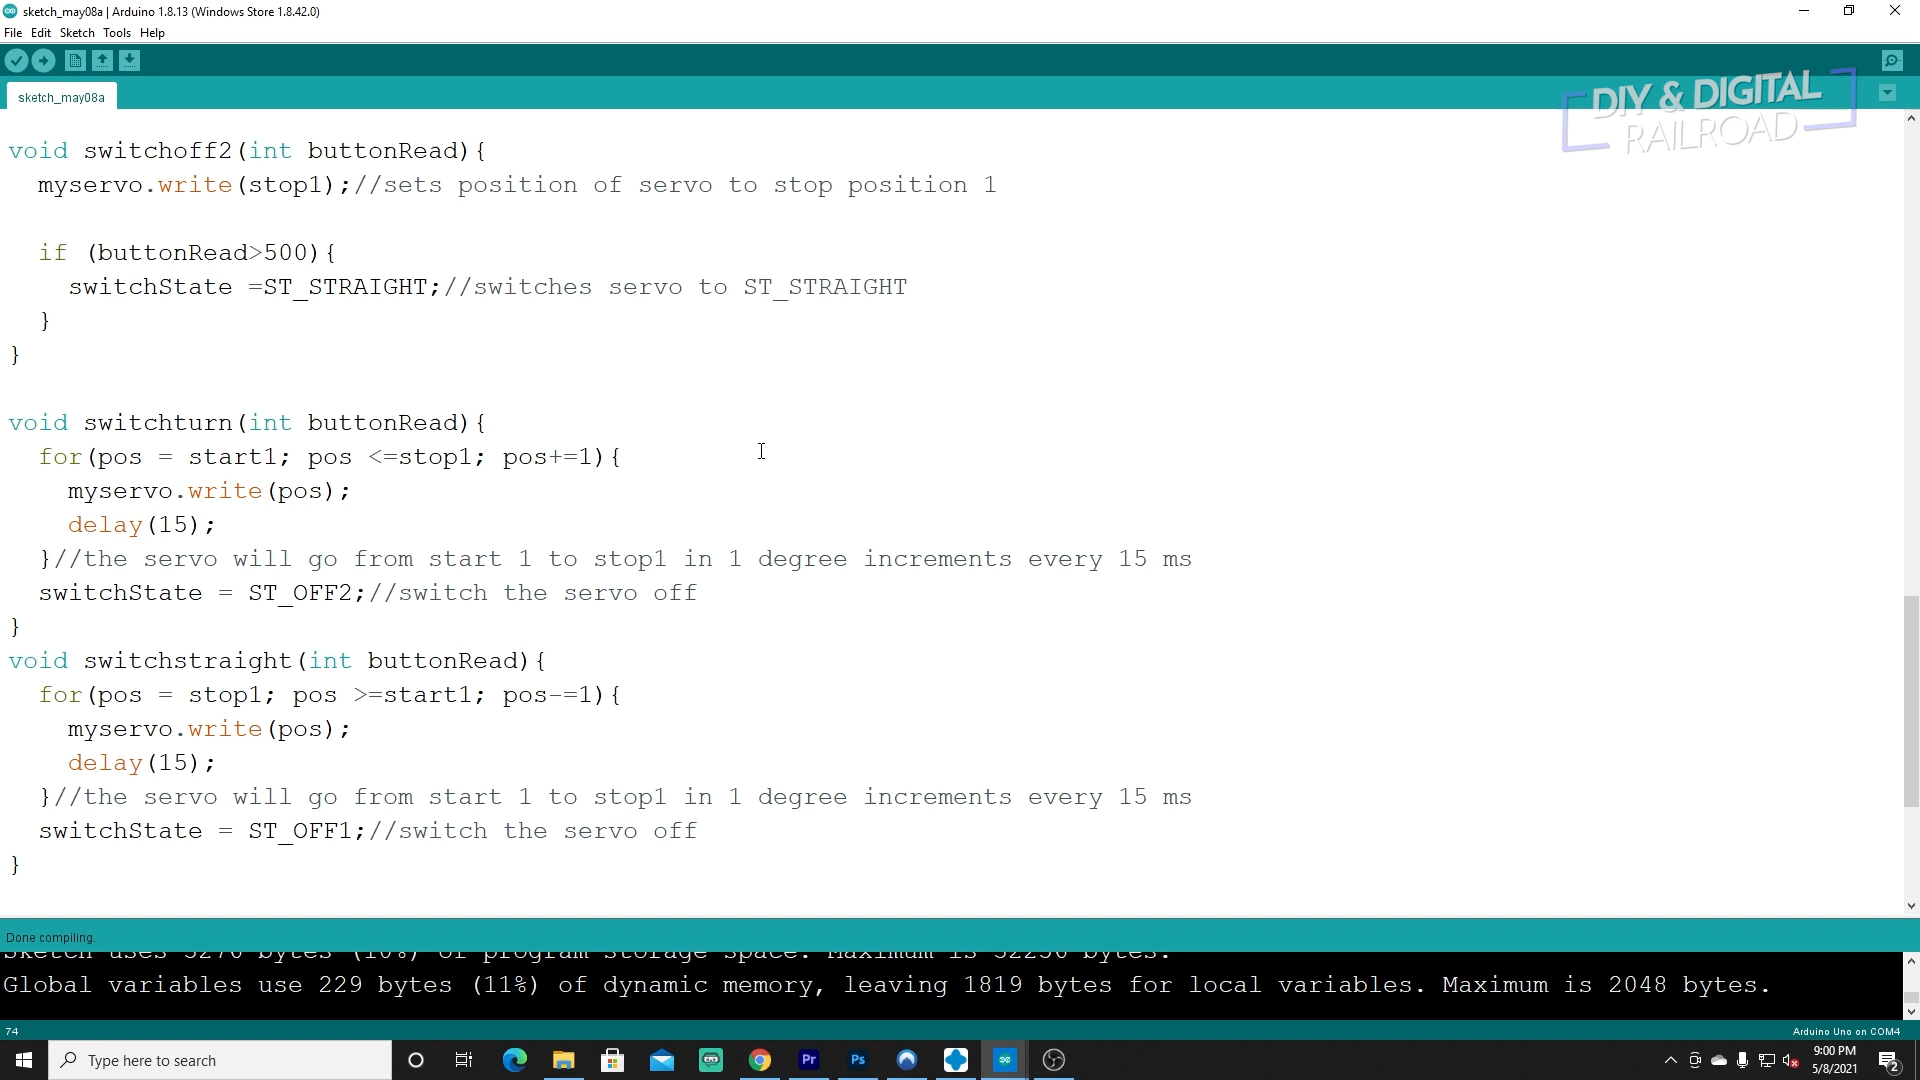 sketch_may08a | Arduino 1.8.13 (Windows Store 1.8.42.0)
File Edit Sketch Tools Help
sketch_may08a
DIY & DIGITAL
RAILROAD
void switchoff2(int buttonRead){
myservo.write(stop1);//sets position of servo to stop position 1
if (buttonRead>500){
switchState =ST_STRAIGHT;//switches servo to ST_STRAIGHT
}
}
void switchturn(int buttonRead){
for(pos = start1; pos <=stop1; pos+=1){
myservo.write(pos);
delay(15);
}//the servo will go from start 1 to stop1 in 1 degree increments every 15 ms
switchState = ST_OFF2;//switch the servo off
}
void switchstraight(int buttonRead){
for(pos = stop1; pos >=start1; pos-=1){
myservo.write(pos);
delay(15);
}//the servo will go from start 1 to stop1 in 1 degree increments every 15 ms
switchState = ST_OFF1;//switch the servo off
}
Done compiling.
Sketch uses 3270 bytes (10%) of program storage space. Maximum is 32256 bytes.
Global variables use 229 bytes (11%) of dynamic memory, leaving 1819 bytes for local variables. Maximum is 2048 bytes.
74
Arduino Uno on COM4
Type here to search
Pr
Ps
9:00 PM
5/8/2021
2